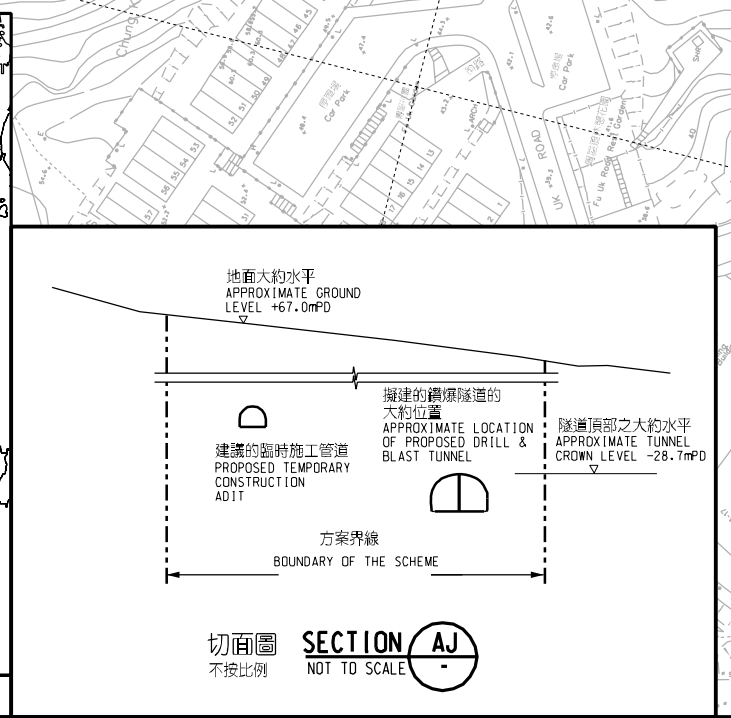 Chung
停車場
Car Park
停車場
Car Park
ROAD
UK
Fu Uk Road Rest Garden
地面大約水平
APPROXIMATE GROUND
LEVEL +67.0mPD
擬建的鑽爆隧道的
大約位置
APPROXIMATE LOCATION
OF PROPOSED DRILL &
BLAST TUNNEL
隧道頂部之大約水平
APPROXIMATE TUNNEL
CROWN LEVEL -28.7mPD
建議的臨時施工管道
PROPOSED TEMPORARY
CONSTRUCTION
ADIT
方案界線
BOUNDARY OF THE SCHEME
切面圖
不按比例
SECTION AJ
NOT TO SCALE -